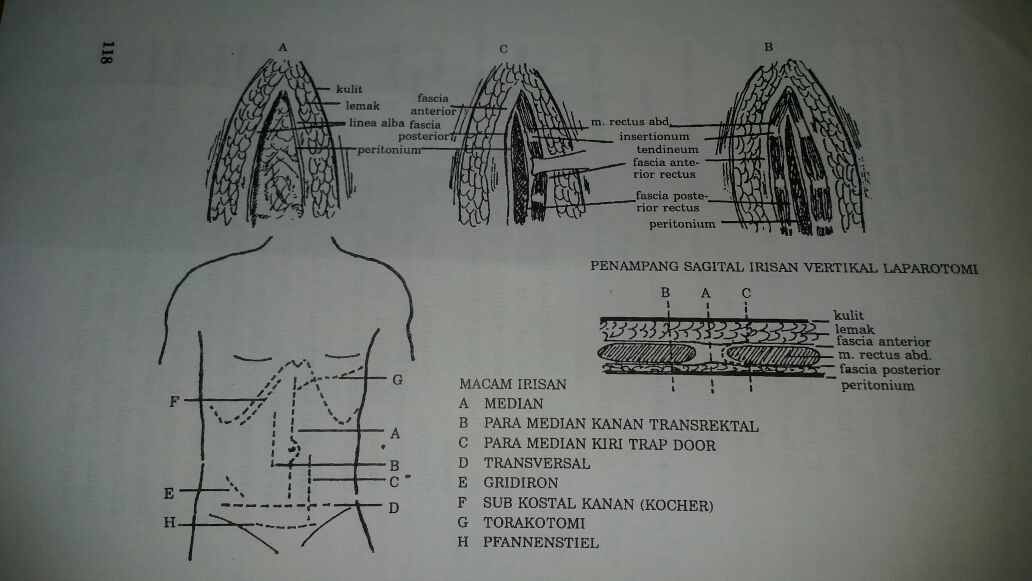 118
A
kulit
lemak
linea alba
peritonium
C
fascia
anterior
fascia
posterior
m. rectus abd.
insertionum
tendineum
fascia ante-
rior rectus
fascia poste-
rior rectus
peritonium
B
PENAMPANG SAGITAL IRISAN VERTIKAL LAPAROTOMI
B A C
kulit
lemak
fascia anterior
m. rectus abd.
fascia posterior
peritonium
F
E
H
G
A
B
C
D
MACAM IRISAN
A MEDIAN
B PARA MEDIAN KANAN TRANSREKTAL
C PARA MEDIAN KIRI TRAP DOOR
D TRANSVERSAL
E GRIDIRON
F SUB KOSTAL KANAN (KOCHER)
G TORAKOTOMI
H PFANNENSTIEL